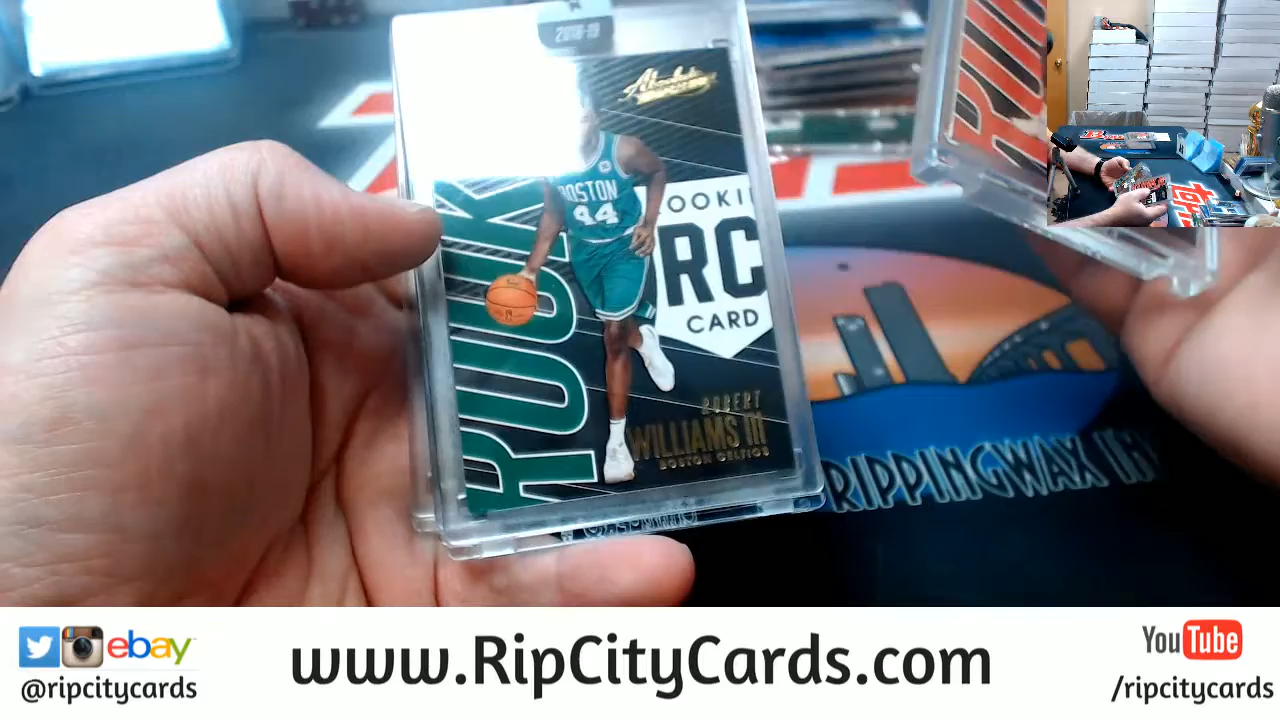 2018-19
Absolute
BOSTON
44
ROOKIE
RC
CARD
ROOK
ROBERT
WILLIAMS III
BOSTON CELTICS
RIPPINGWAX
ebay
@ripcitycards
www.RipCityCards.com
YouTube
/ripcitycards